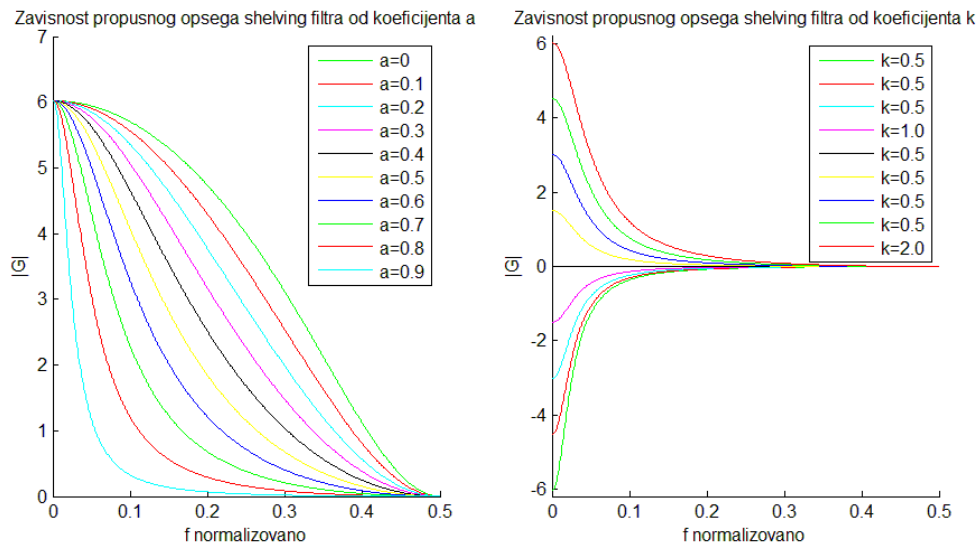 Zavisnost propusnog opsega shelving filtra od koeficijenta a
7
6
5
4
3
2
1
0
|G|
0
0.1
0.2
0.3
0.4
0.5
f normalizovano
a=0
a=0.1
a=0.2
a=0.3
a=0.4
a=0.5
a=0.6
a=0.7
a=0.8
a=0.9
Zavisnost propusnog opsega shelving filtra od koeficijenta k
6
4
2
0
-2
-4
-6
|G|
0
0.1
0.2
0.3
0.4
0.5
f normalizovano
k=0.5
k=0.5
k=0.5
k=1.0
k=0.5
k=0.5
k=0.5
k=0.5
k=2.0